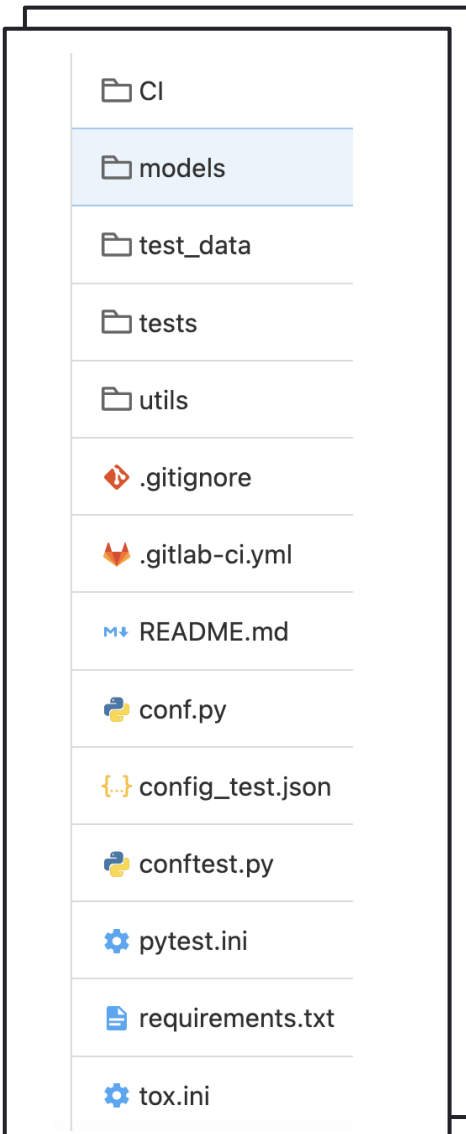 CI
models
test_data
tests
utils
.gitignore
.gitlab-ci.yml
M↓ README.md
conf.py
{...} config_test.json
conftest.py
pytest.ini
requirements.txt
tox.ini